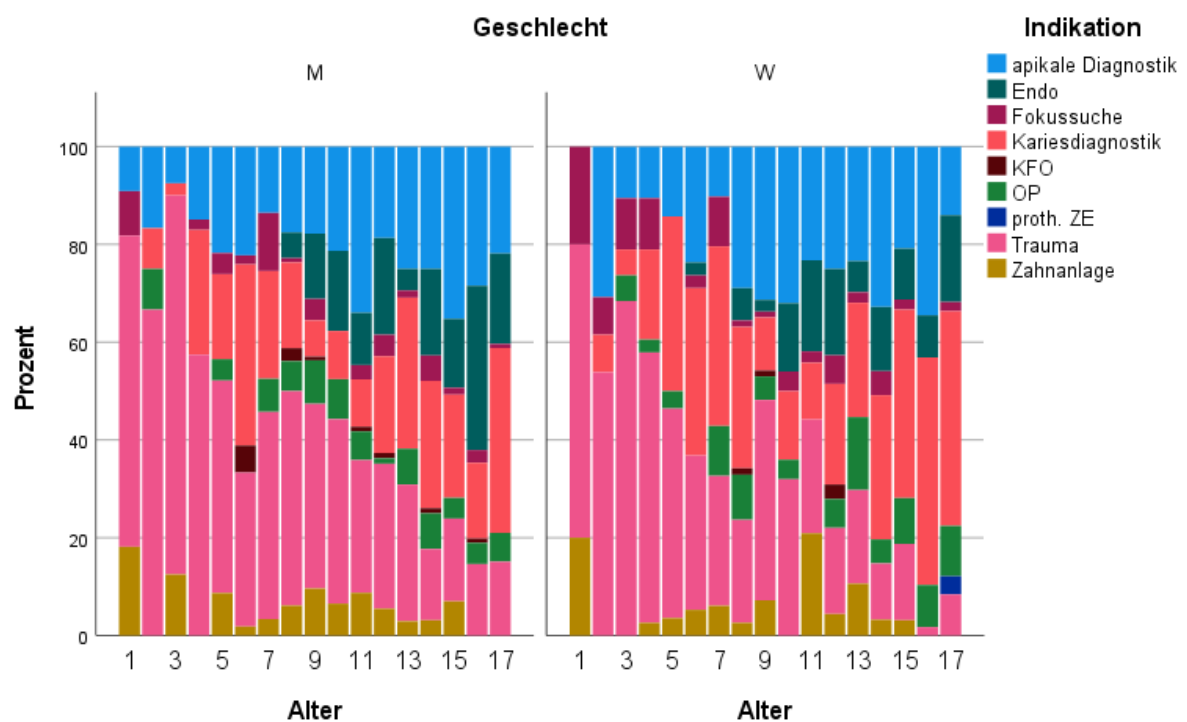 Geschlecht
M
W
Indikation
apikale Diagnostik
Endo
Fokussuche
Kariesdiagnostik
KFO
OP
proth. ZE
Trauma
Zahnanlage
Prozent
100
80
60
40
20
0
1 3 5 7 9 11 13 15 17
1 3 5 7 9 11 13 15 17
Alter
Alter